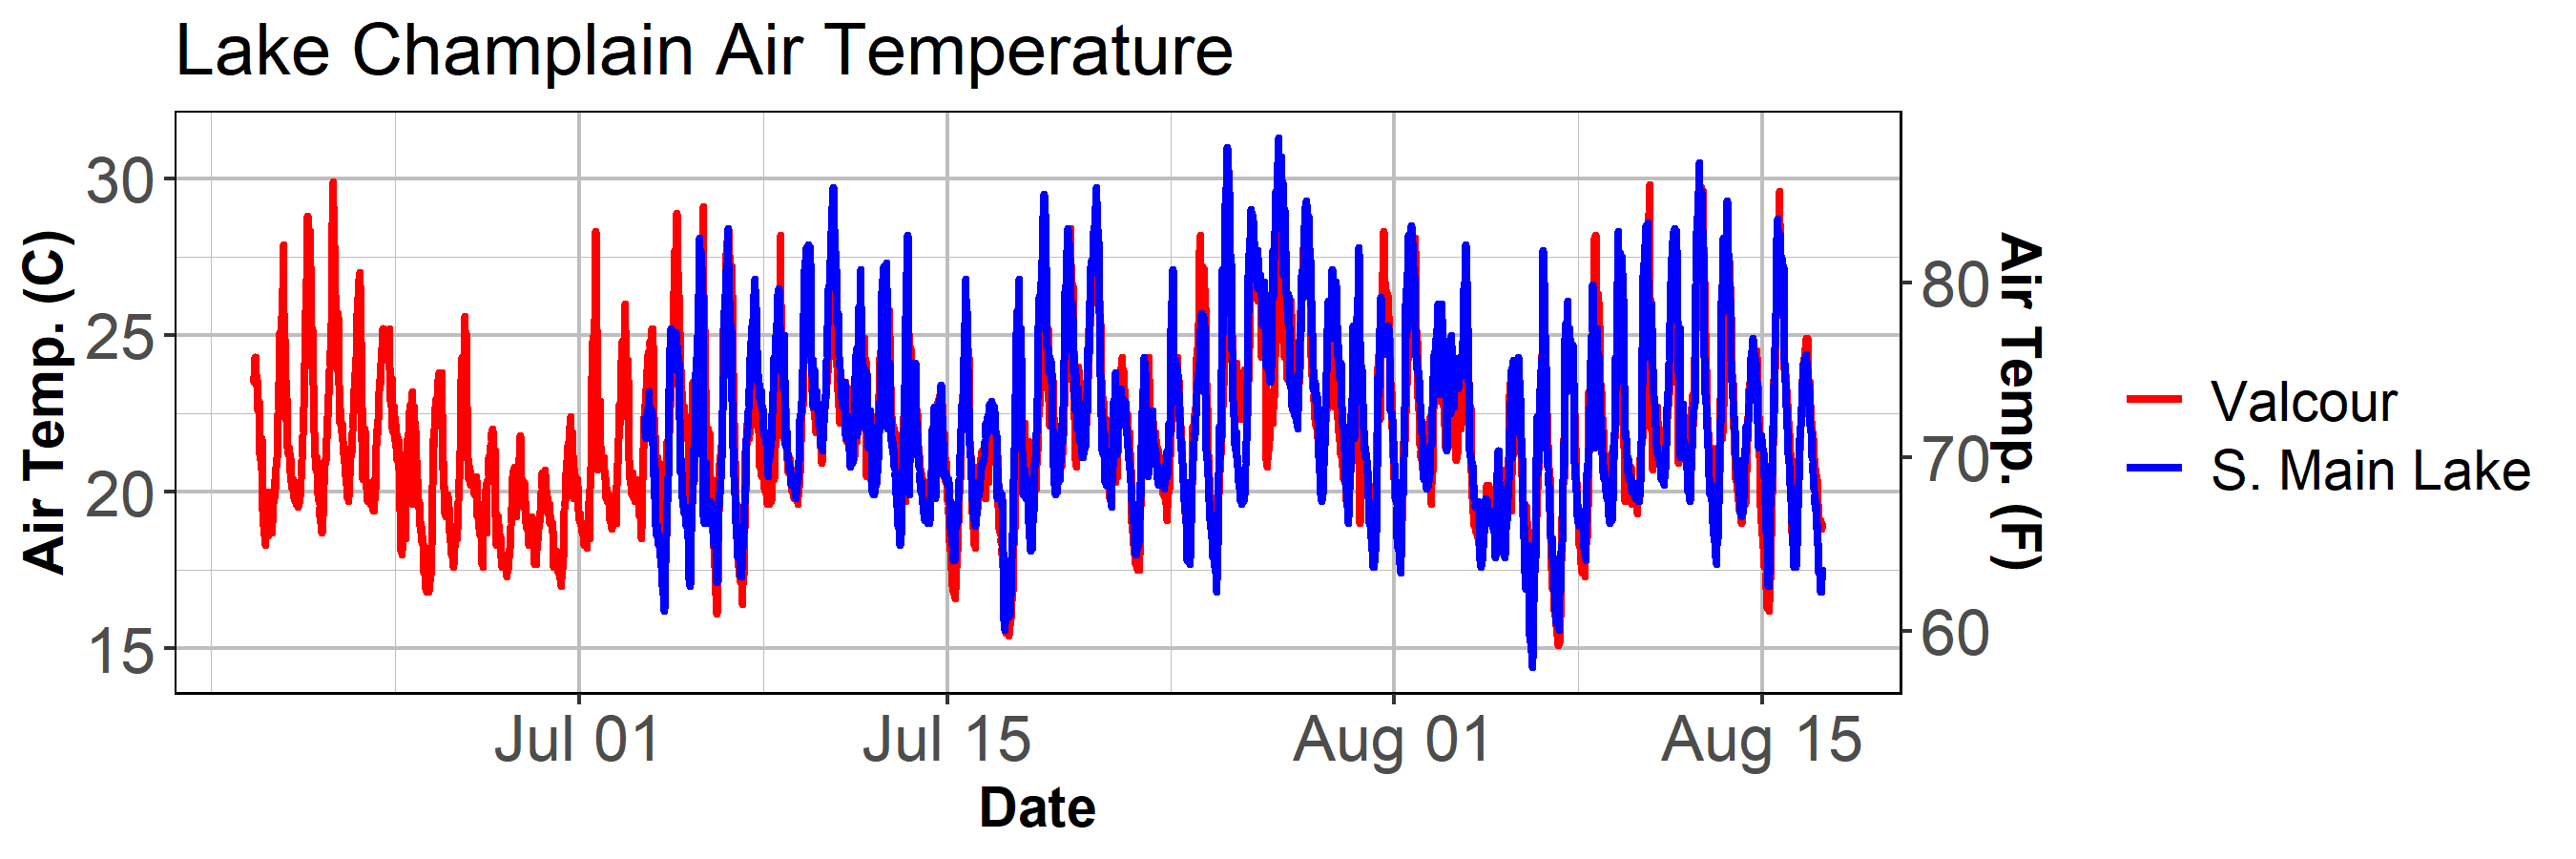 Lake Champlain Air Temperature
Air Temp. (C)
30
25
20
15
Air Temp. (F)
80
70
60
Jul 01
Jul 15
Aug 01
Aug 15
Date
Valcour
S. Main Lake